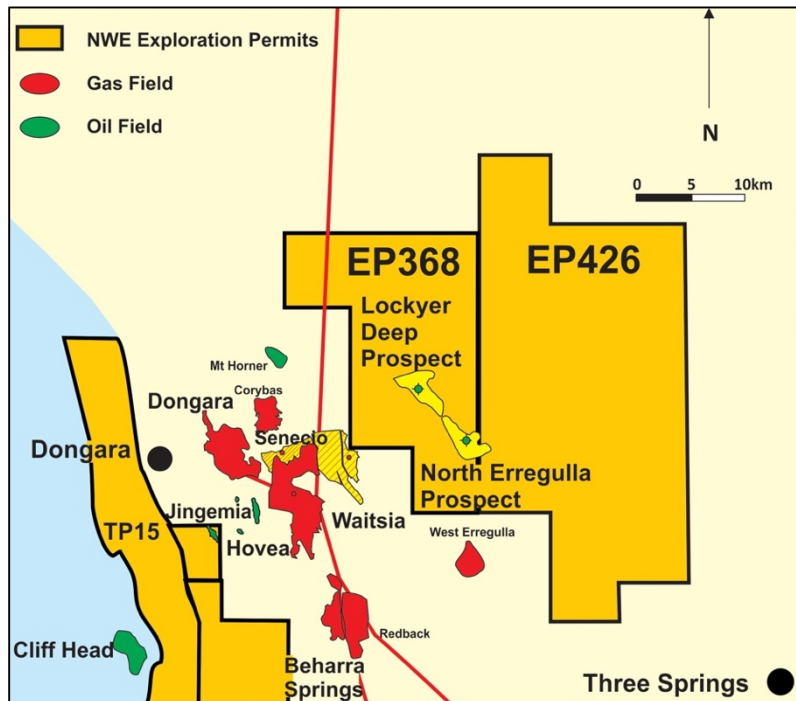 NWE Exploration Permits
Gas Field
Oil Field
N
0 5 10km
EP368
EP426
Lockyer
Deep
Prospect
Mt Horner
Corybas
Dongara
Senecio
Dongara
North Erregulla
Prospect
Jingemia
Waitsia
TP15
Hovea
West Erregulla
Redback
Cliff Head
Beharra
Springs
Three Springs